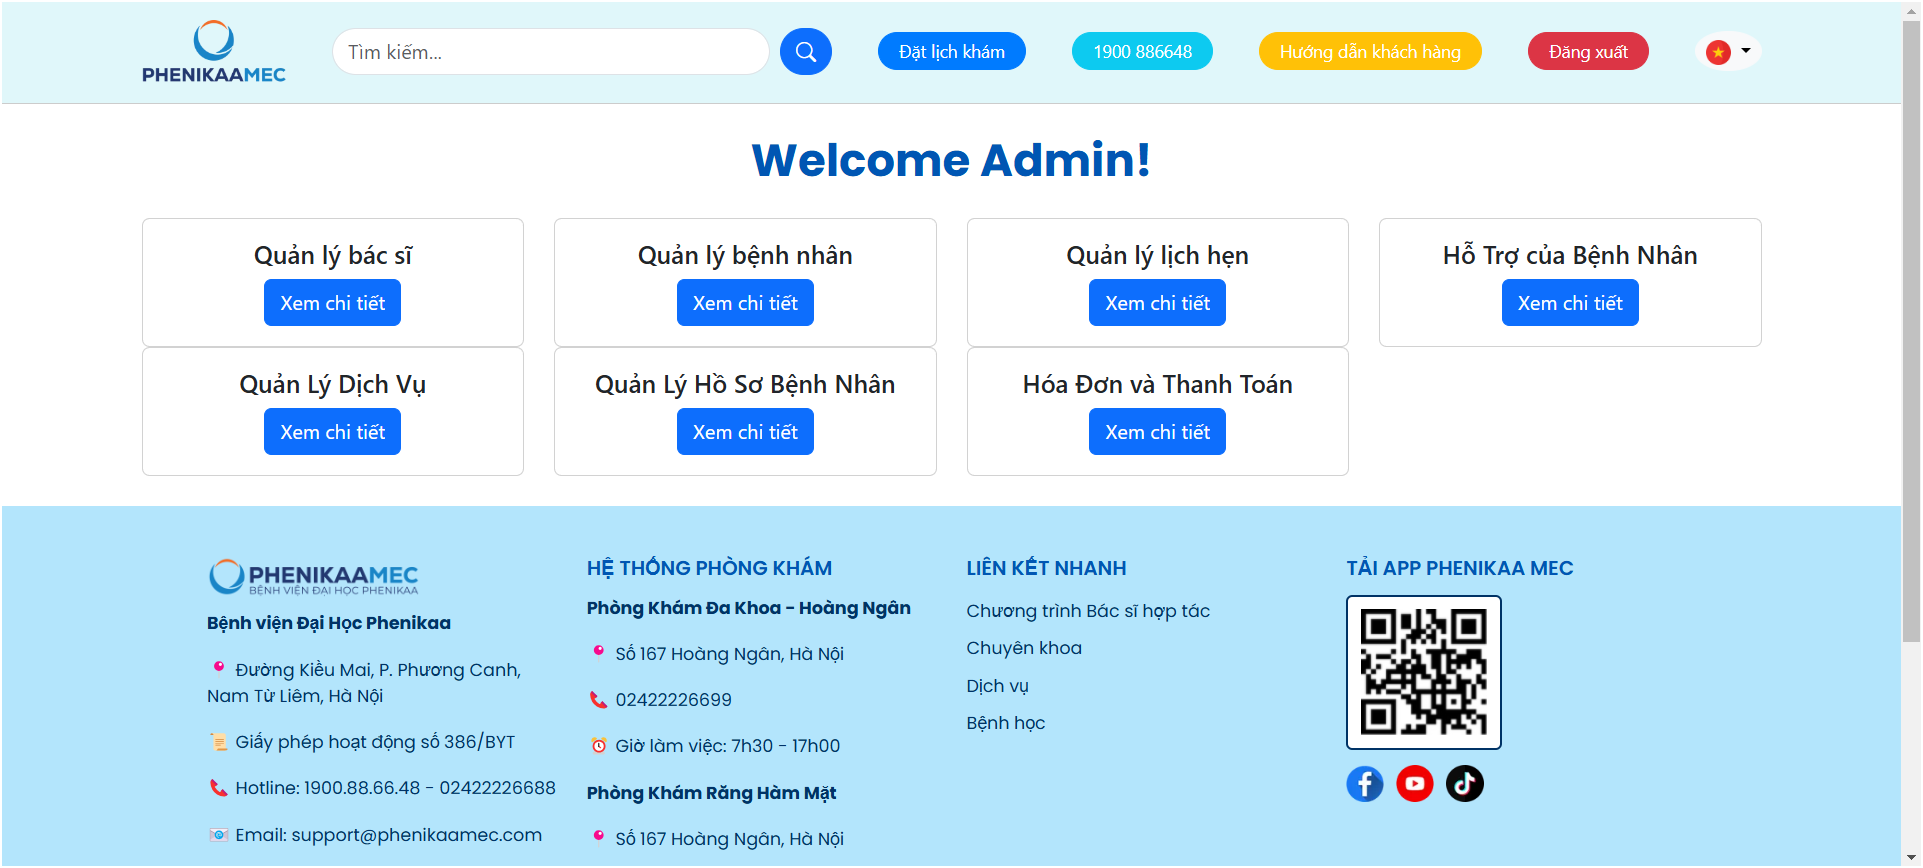 PHENIKAAMEC
Tìm kiếm...
Đặt lịch khám
1900 886648
Hướng dẫn khách hàng
Đăng xuất
Welcome Admin!
Quản lý bác sĩ
Xem chi tiết
Quản lý bệnh nhân
Xem chi tiết
Quản lý lịch hẹn
Xem chi tiết
Hỗ Trợ của Bệnh Nhân
Xem chi tiết
Quản Lý Dịch Vụ
Xem chi tiết
Quản Lý Hồ Sơ Bệnh Nhân
Xem chi tiết
Hóa Đơn và Thanh Toán
Xem chi tiết
PHENIKAAMEC
BỆNH VIỆN ĐẠI HỌC PHENIKAA
Bệnh viện Đại Học Phenikaa
Đường Kiều Mai, P. Phương Canh,
Nam Từ Liêm, Hà Nội
Giấy phép hoạt động số 386/BYT
Hotline: 1900.88.66.48 - 02422226688
Email: support@phenikaamec.com
HỆ THỐNG PHÒNG KHÁM
Phòng Khám Đa Khoa - Hoàng Ngân
Số 167 Hoàng Ngân, Hà Nội
02422226699
Giờ làm việc: 7h30 - 17h00
Phòng Khám Răng Hàm Mặt
Số 167 Hoàng Ngân, Hà Nội
LIÊN KẾT NHANH
Chương trình Bác sĩ hợp tác
Chuyên khoa
Dịch vụ
Bệnh học
TẢI APP PHENIKAA MEC